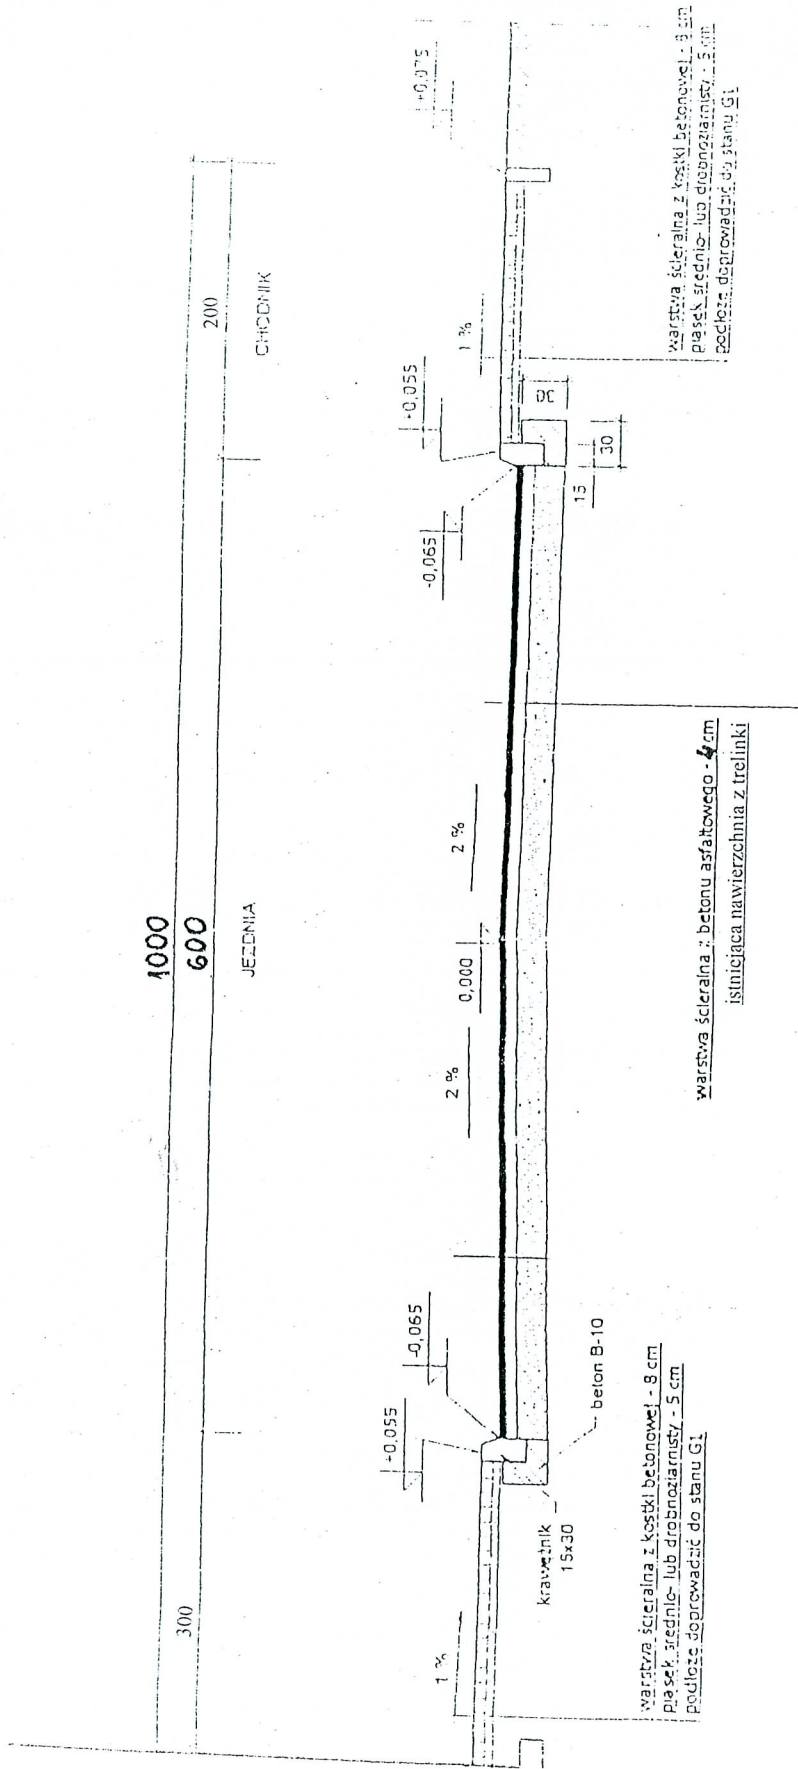 1000
300
600
200
JEZDNIA
CHODNIK
+0,055
-0,065
0,000
-0,065
+0,055
+0,075
1 %
2 %
2 %
1 %
krawężnik
15x30
beton B-10
15
30
warstwa ścieralna z kostki betonowej - 8 cm
piasek średnio- lub drobnoziarnisty - 5 cm
podłoże doprowadzić do stanu G1
warstwa ścieralna z betonu asfaltowego - 4 cm
istniejąca nawierzchnia z trelinki
warstwa ścieralna z kostki betonowej - 8 cm
piasek średnio- lub drobnoziarnisty - 5 cm
podłoże doprowadzić do stanu G1